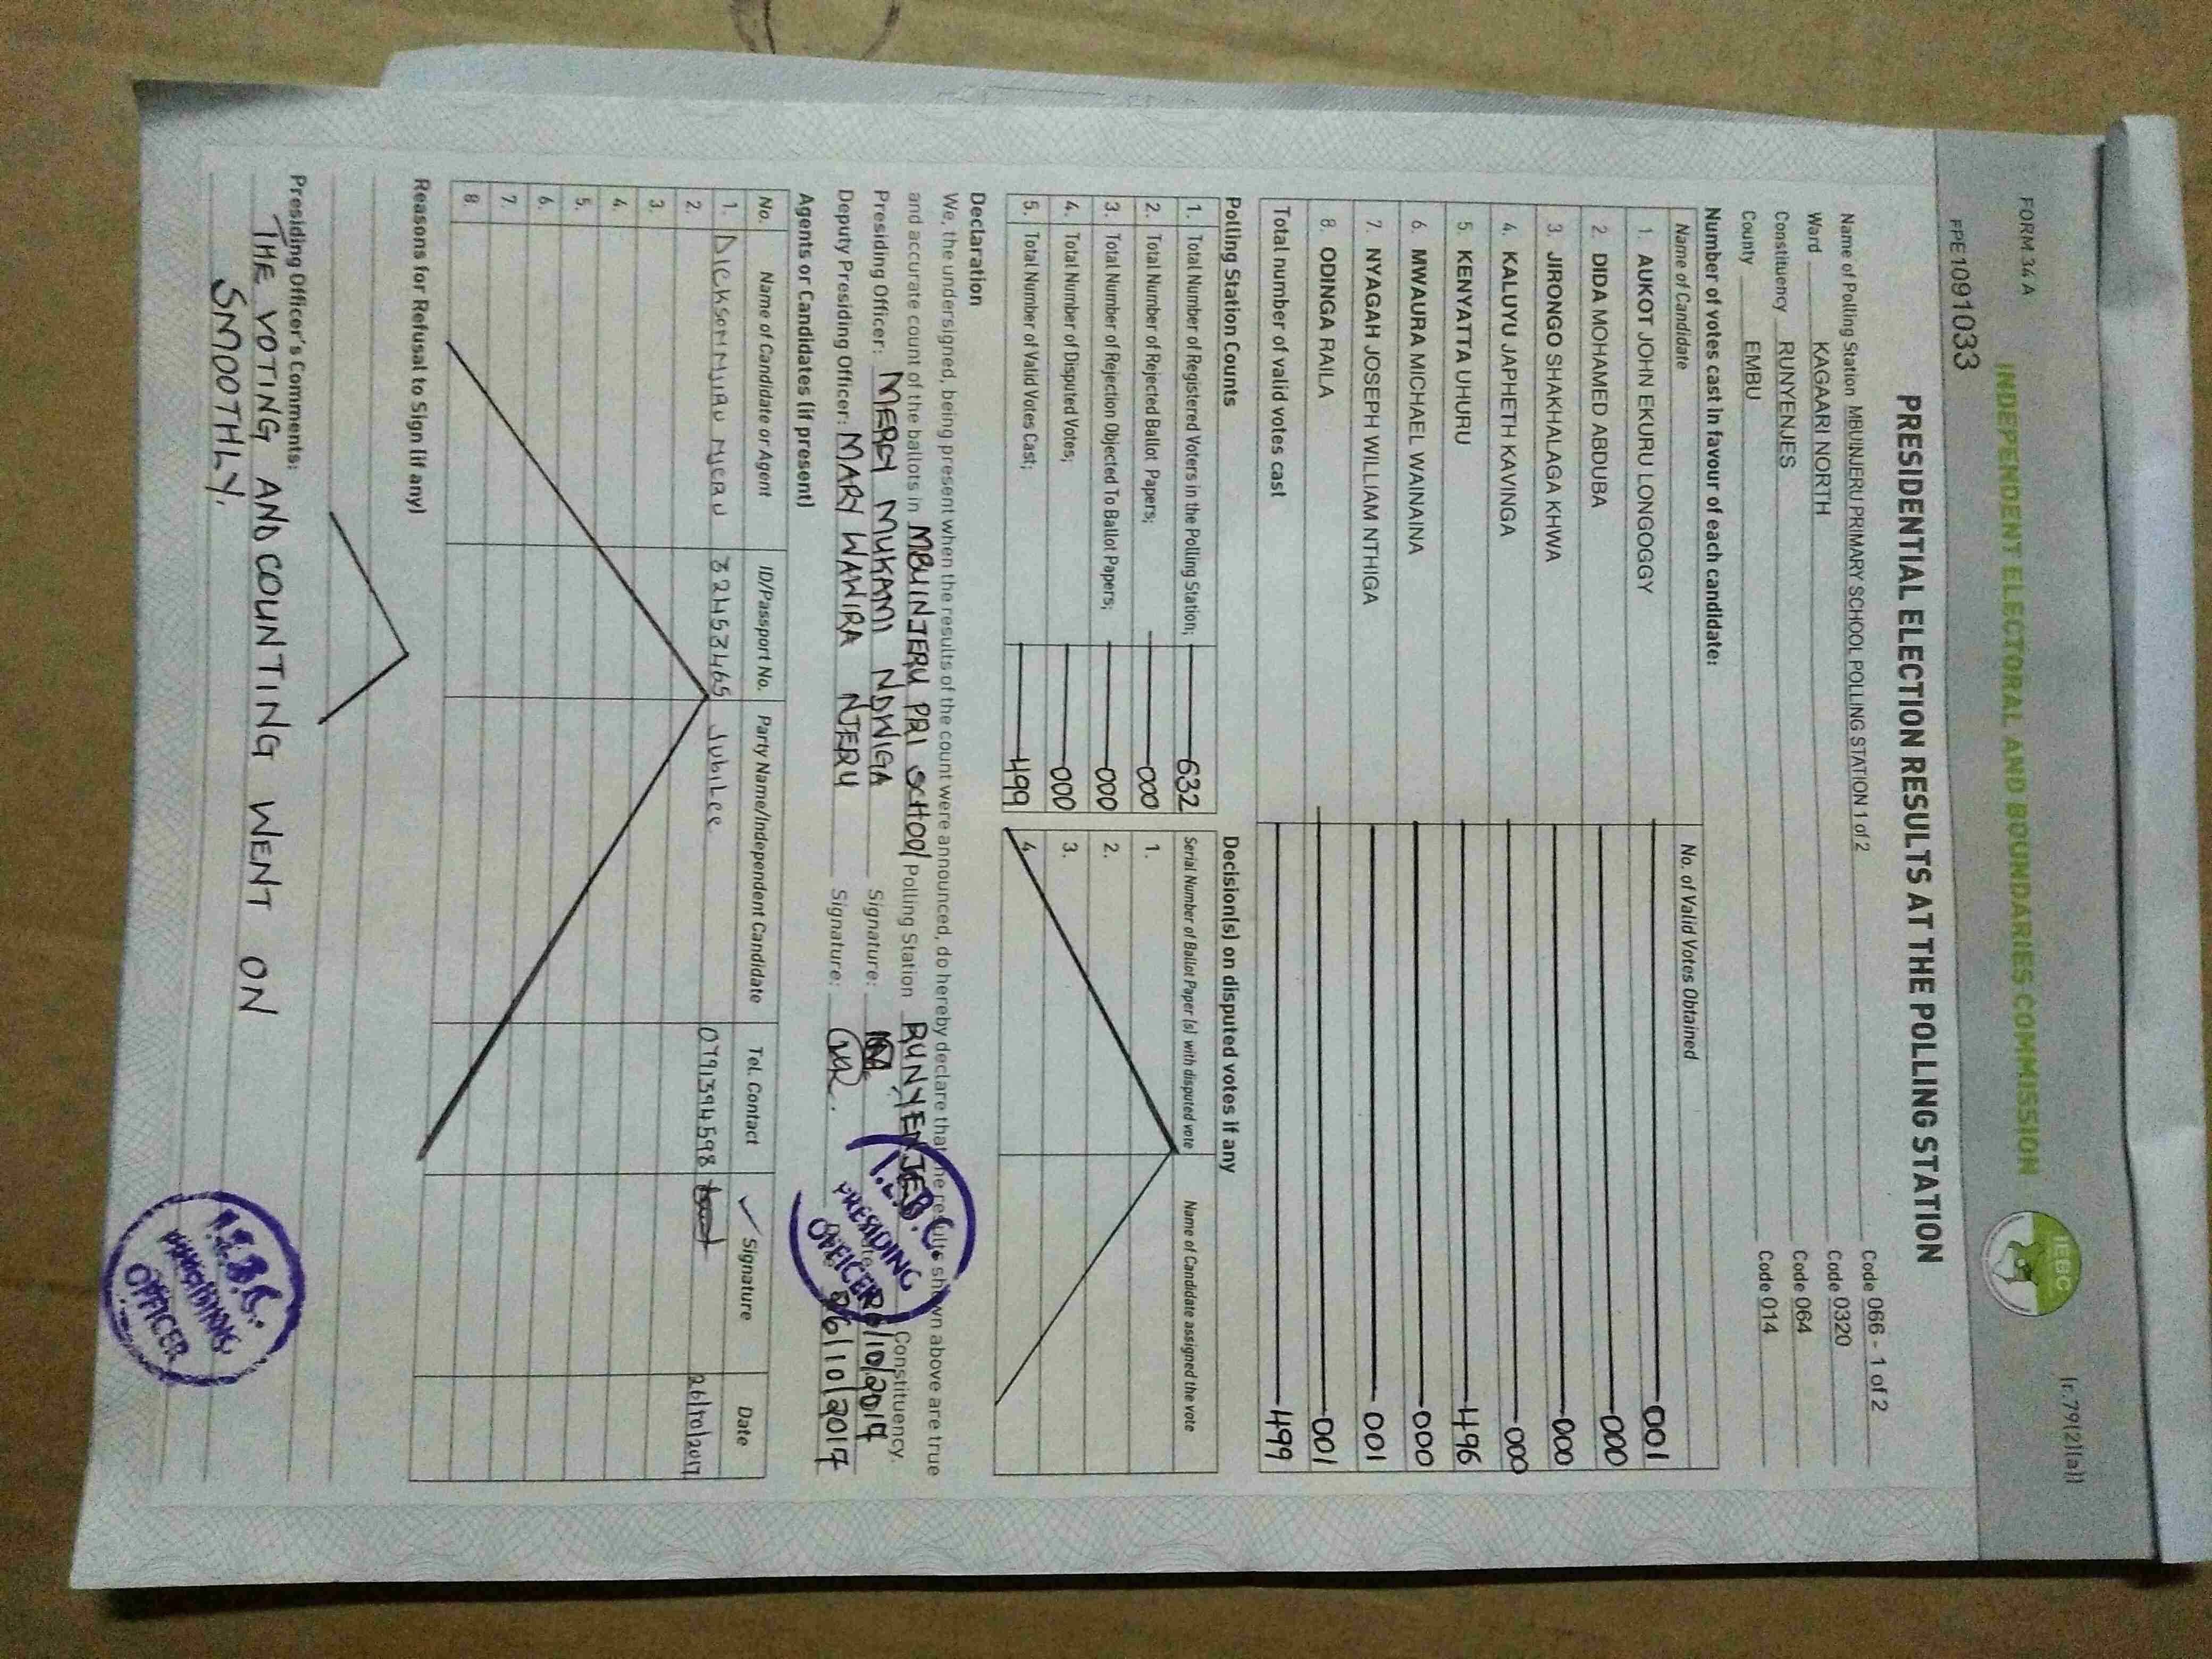 FORM 34 A
[r.79(2)(a)]
INDEPENDENT ELECTORAL AND BOUNDARIES COMMISSION
IEBC
FPE1091033
PRESIDENTIAL ELECTION RESULTS AT THE POLLING STATION
Name of Polling Station MBUINJERU PRIMARY SCHOOL POLLING STATION 1 of 2 Code 066 - 1 of 2
Ward KAGAARI NORTH Code 0320
Constituency RUNYENJES Code 064
County EMBU Code 014
Number of votes cast in favour of each candidate:
Name of Candidate No. of Valid Votes Obtained
1. AUKOT JOHN EKURU LONGOGGY 001
2. DIDA MOHAMED ABDUBA 000
3. JIRONGO SHAKHALAGA KHWA 000
4. KALUYU JAPHETH KAVINGA 000
5 KENYATTA UHURU 496
6 MWAURA MICHAEL WAINAINA 000
7. NYAGAH JOSEPH WILLIAM NTHIGA 001
8. ODINGA RAILA 001
Total number of valid votes cast 499
Polling Station Counts
1. Total Number of Registered Voters in the Polling Station; 632
2. Total Number of Rejected Ballot Papers; 000
3. Total Number of Rejection Objected To Ballot Papers; 000
4. Total Number of Disputed Votes; 000
5. Total Number of Valid Votes Cast; 499
Decision(s) on disputed votes if any
Serial Number of Ballot Paper (s) with disputed vote Name of Candidate assigned the vote
1.
2.
3.
4.
Declaration
We, the undersigned, being present when the results of the count were announced, do hereby declare that the results shown above are true
and accurate count of the ballots in MBUINJERU PRI SCHOOL Polling Station RUNYENJES Constituency.
Presiding Officer: MERCY MUKAMI NDWIGA Signature: Date 26/10/2017
Deputy Presiding Officer: MARY WAWIRA NJERU Signature: Date 26/10/2017
I.E.B.C.
PRESIDING
OFFICER
Agents or Candidates (if present)
No. Name of Candidate or Agent ID/Passport No. Party Name/Independent Candidate Tel. Contact Signature Date
1. DICKSON NJIRU NJERU 32453465 Jubilee 0791394598 26/10/2017
2.
3.
4.
5.
6.
7.
8.
Reasons for Refusal to Sign (if any)
Presiding Officer's Comments:
THE VOTING AND COUNTING WENT ON
SMOOTHLY.
I.E.B.C.
PRESIDING
OFFICER